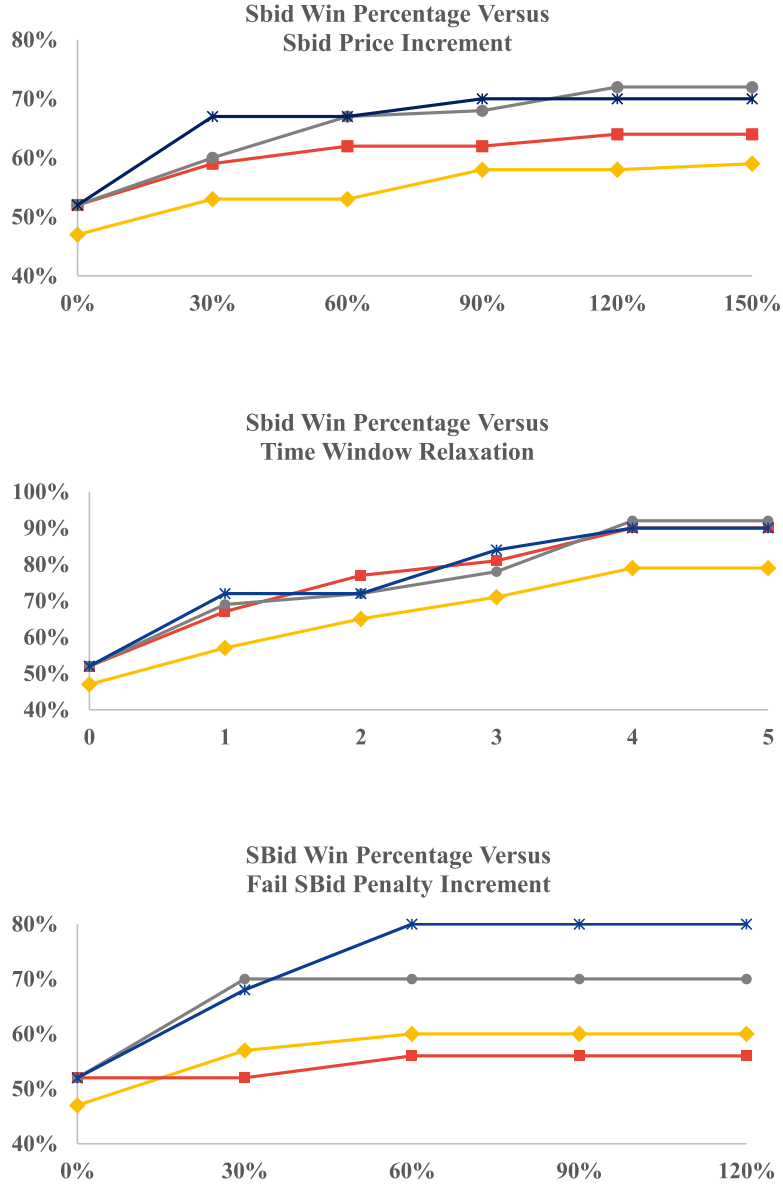 Sbid Win Percentage Versus
Sbid Price Increment
80%
70%
60%
50%
40%
0% 30% 60% 90% 120% 150%
Sbid Win Percentage Versus
Time Window Relaxation
100%
90%
80%
70%
60%
50%
40%
0 1 2 3 4 5
SBid Win Percentage Versus
Fail SBid Penalty Increment
80%
70%
60%
50%
40%
0% 30% 60% 90% 120%